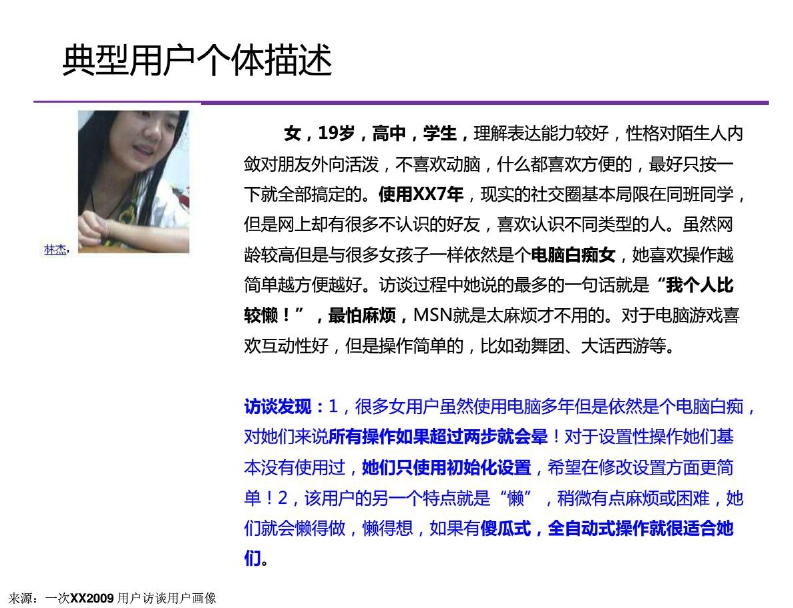 典型用户个体描述
女，19岁，高中，学生，理解表达能力较好，性格对陌生人内
敛对朋友外向活泼，不喜欢动脑，什么都喜欢方便的，最好只按一
下就全部搞定的。使用XX7年，现实的社交圈基本局限在同班同学，
但是网上却有很多不认识的好友，喜欢认识不同类型的人。虽然网
龄较高但是与很多女孩子一样依然是个电脑白痴女，她喜欢操作越
简单越方便越好。访谈过程中她说的最多的一句话就是“我个人比
较懒！”，最怕麻烦，MSN就是太麻烦才不用的。对于电脑游戏喜
欢互动性好，但是操作简单的，比如劲舞团、大话西游等。
林杰，
访谈发现：1，很多女用户虽然使用电脑多年但是依然是个电脑白痴，
对她们来说所有操作如果超过两步就会晕！对于设置性操作她们基
本没有使用过，她们只使用初始化设置，希望在修改设置方面更简
单！2，该用户的另一个特点就是“懒”，稍微有点麻烦或困难，她
们就会懒得做，懒得想，如果有傻瓜式，全自动式操作就很适合她
们。
来源：一次XX2009 用户访谈用户画像